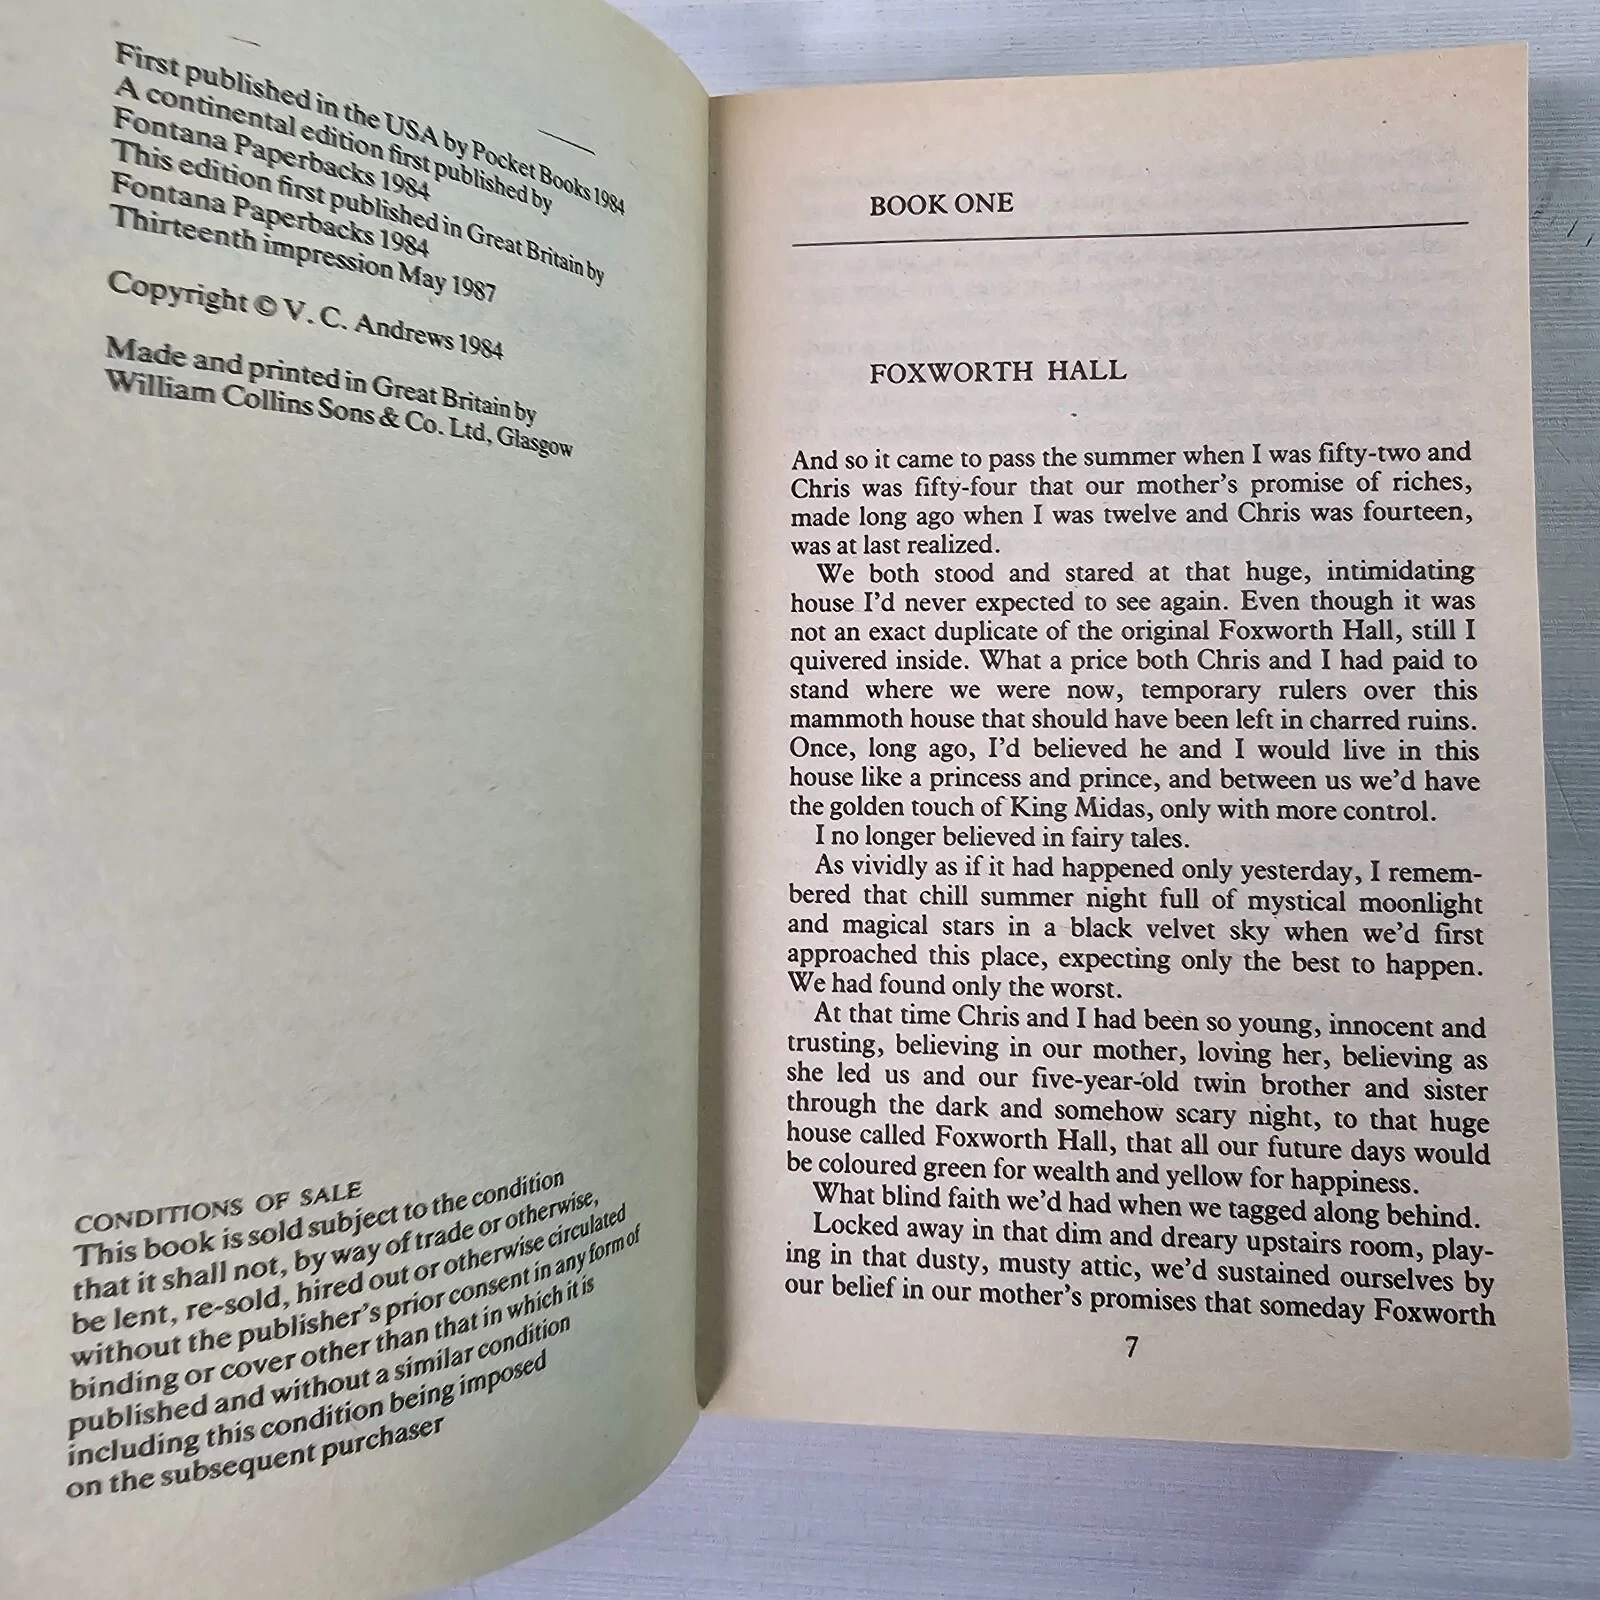 First published in the USA by Pocket Books 1984
A continental edition first published by
Fontana Paperbacks 1984
This edition first published in Great Britain by
Fontana Paperbacks 1984
Thirteenth impression May 1987
Copyright © V. C. Andrews 1984
Made and printed in Great Britain by
William Collins Sons & Co. Ltd, Glasgow
CONDITIONS OF SALE
This book is sold subject to the condition
that it shall not, by way of trade or otherwise,
be lent, re-sold, hired out or otherwise circulated
without the publisher's prior consent in any form of
binding or cover other than that in which it is
published and without a similar condition
including this condition being imposed
on the subsequent purchaser
BOOK ONE
FOXWORTH HALL
And so it came to pass the summer when I was fifty-two and
Chris was fifty-four that our mother's promise of riches,
made long ago when I was twelve and Chris was fourteen,
was at last realized.
We both stood and stared at that huge, intimidating
house I'd never expected to see again. Even though it was
not an exact duplicate of the original Foxworth Hall, still I
quivered inside. What a price both Chris and I had paid to
stand where we were now, temporary rulers over this
mammoth house that should have been left in charred ruins.
Once, long ago, I'd believed he and I would live in this
house like a princess and prince, and between us we'd have
the golden touch of King Midas, only with more control.
I no longer believed in fairy tales.
As vividly as if it had happened only yesterday, I remem-
bered that chill summer night full of mystical moonlight
and magical stars in a black velvet sky when we'd first
approached this place, expecting only the best to happen.
We had found only the worst.
At that time Chris and I had been so young, innocent and
trusting, believing in our mother, loving her, believing as
she led us and our five-year-old twin brother and sister
through the dark and somehow scary night, to that huge
house called Foxworth Hall, that all our future days would
be coloured green for wealth and yellow for happiness.
What blind faith we'd had when we tagged along behind.
Locked away in that dim and dreary upstairs room, play-
ing in that dusty, musty attic, we'd sustained ourselves by
our belief in our mother's promises that someday Foxworth
7